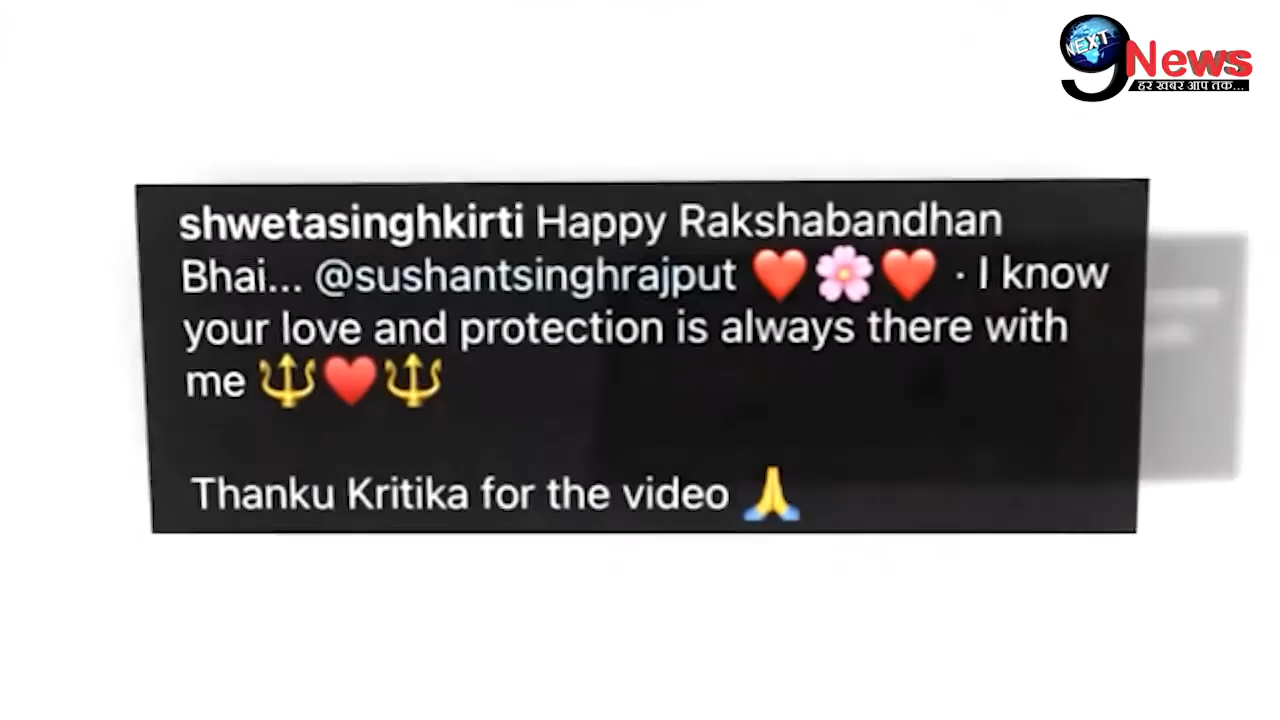 NEXT
9News
हर खबर आप तक...
shwetasinghkirti Happy Rakshabandhan
Bhai... @sushantsinghrajput ❤️🌸❤️ · I know
your love and protection is always there with
me 🔱❤️🔱
Thanku Kritika for the video 🙏